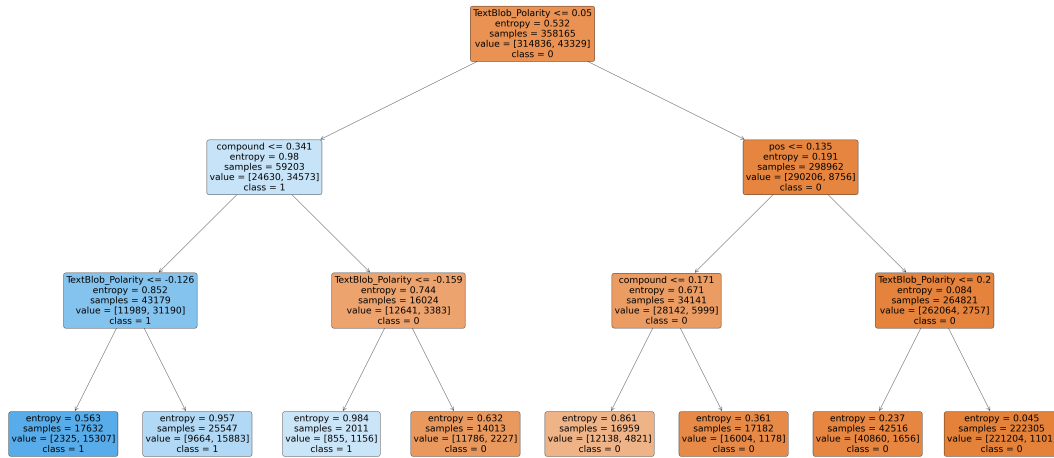 TextBlob_Polarity <= 0.05
entropy = 0.532
samples = 358165
value = [314836, 43329]
class = 0
compound <= 0.341
entropy = 0.98
samples = 59203
value = [24630, 34573]
class = 1
pos <= 0.135
entropy = 0.191
samples = 298962
value = [290206, 8756]
class = 0
TextBlob_Polarity <= -0.126
entropy = 0.852
samples = 43179
value = [11989, 31190]
class = 1
TextBlob_Polarity <= -0.159
entropy = 0.744
samples = 16024
value = [12641, 3383]
class = 0
compound <= 0.171
entropy = 0.671
samples = 34141
value = [28142, 5999]
class = 0
TextBlob_Polarity <= 0.2
entropy = 0.084
samples = 264821
value = [262064, 2757]
class = 0
entropy = 0.563
samples = 17632
value = [2325, 15307]
class = 1
entropy = 0.957
samples = 25547
value = [9664, 15883]
class = 1
entropy = 0.984
samples = 2011
value = [855, 1156]
class = 1
entropy = 0.632
samples = 14013
value = [11786, 2227]
class = 0
entropy = 0.861
samples = 16959
value = [12138, 4821]
class = 0
entropy = 0.361
samples = 17182
value = [16004, 1178]
class = 0
entropy = 0.237
samples = 42516
value = [40860, 1656]
class = 0
entropy = 0.045
samples = 222305
value = [221204, 1101
class = 0